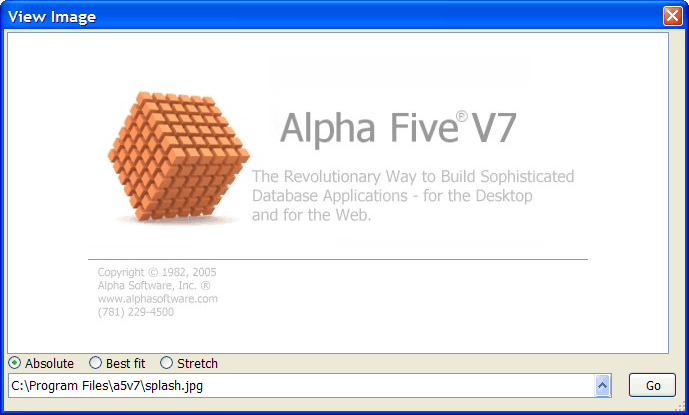 View Image
Alpha Five® V7
The Revolutionary Way to Build Sophisticated
Database Applications - for the Desktop
and for the Web.
Copyright © 1982, 2005
Alpha Software, Inc. ®
www.alphasoftware.com
(781) 229-4500
Absolute Best fit Stretch
C:\Program Files\a5v7\splash.jpg Go